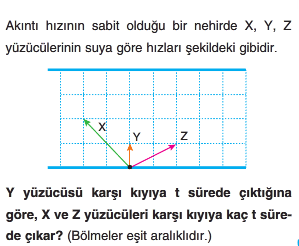 Akıntı hızının sabit olduğu bir nehirde X, Y, Z
yüzücülerinin suya göre hızları şekildeki gibidir.
X
Y
Z
Y yüzücüsü karşı kıyıya t sürede çıktığına
göre, X ve Z yüzücüleri karşı kıyıya kaç t süre-
de çıkar? (Bölmeler eşit aralıklıdır.)